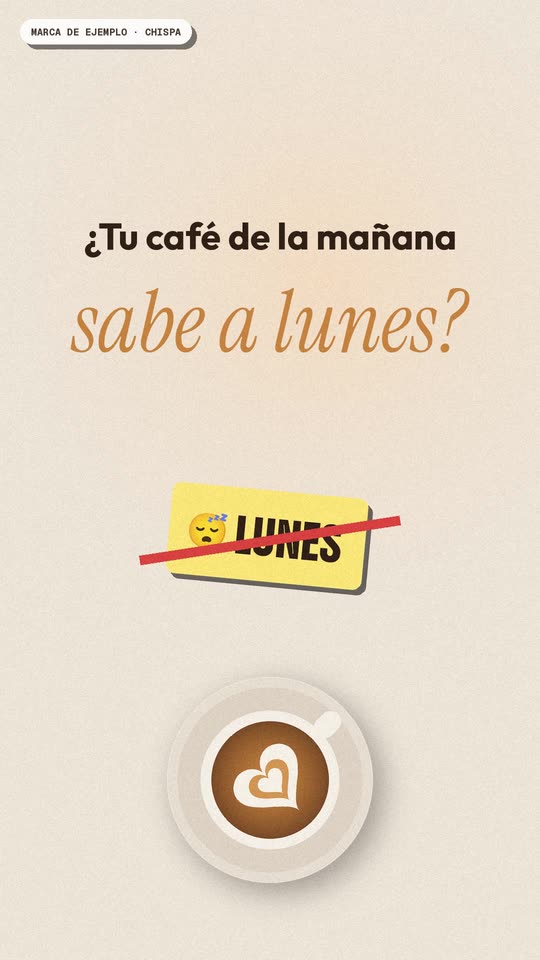 MARCA DE EJEMPLO · CHISPA
¿Tu café de la mañana
sabe a lunes?
😴 LUNES